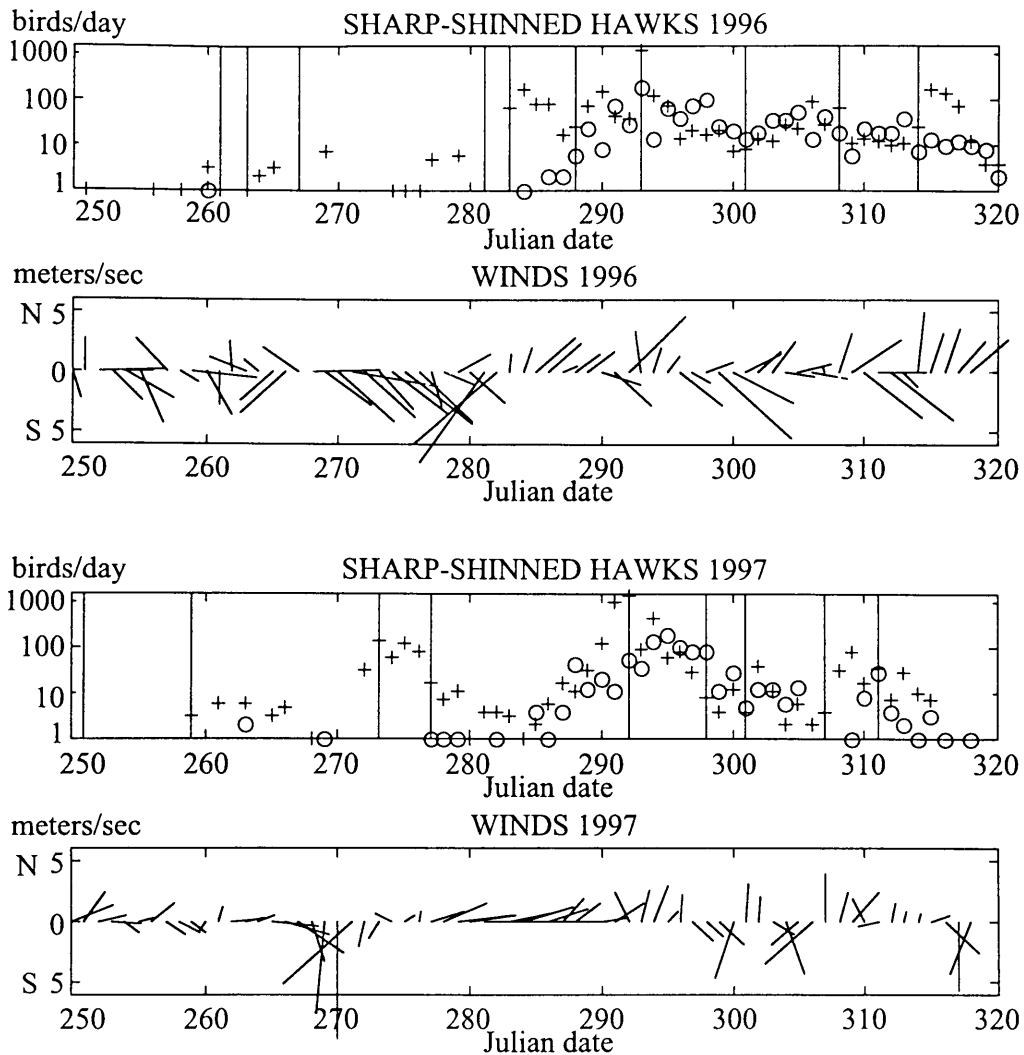 birds/day SHARP-SHINNED HAWKS 1996
1000
100
10
1
250 260 270 280 290 300 310 320
Julian date
meters/sec WINDS 1996
N 5
0
S 5
250 260 270 280 290 300 310 320
Julian date
birds/day SHARP-SHINNED HAWKS 1997
1000
100
10
1
250 260 270 280 290 300 310 320
Julian date
meters/sec WINDS 1997
N 5
0
S 5
250 260 270 280 290 300 310 320
Julian date